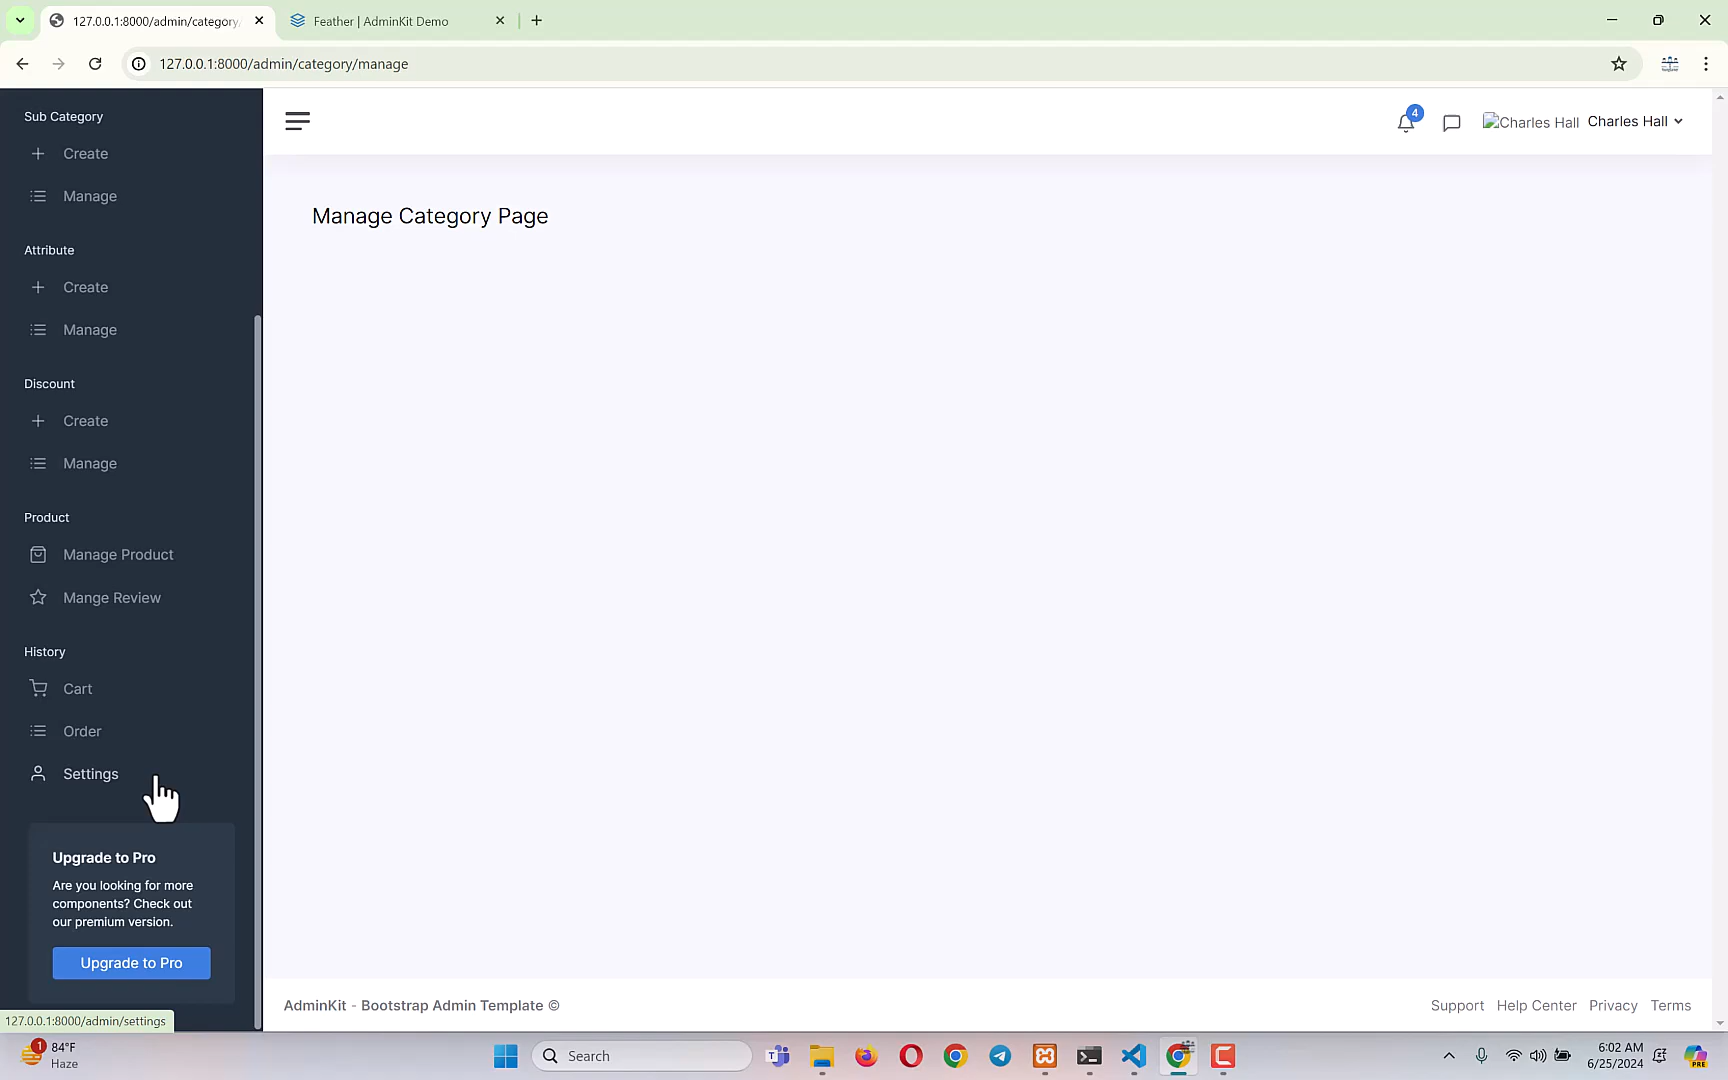 127.0.0.1:8000/admin/category
Feather | AdminKit Demo
127.0.0.1:8000/admin/category/manage
Sub Category
Create
Manage
Attribute
Create
Manage
Discount
Create
Manage
Product
Manage Product
Mange Review
History
Cart
Order
Settings
Upgrade to Pro
Are you looking for more
components? Check out
our premium version.
Upgrade to Pro
127.0.0.1:8000/admin/settings
4
Charles Hall
Charles Hall
Manage Category Page
AdminKit - Bootstrap Admin Template ©
Support Help Center Privacy Terms
1
84°F
Haze
Search
6:02 AM
6/25/2024
PRE